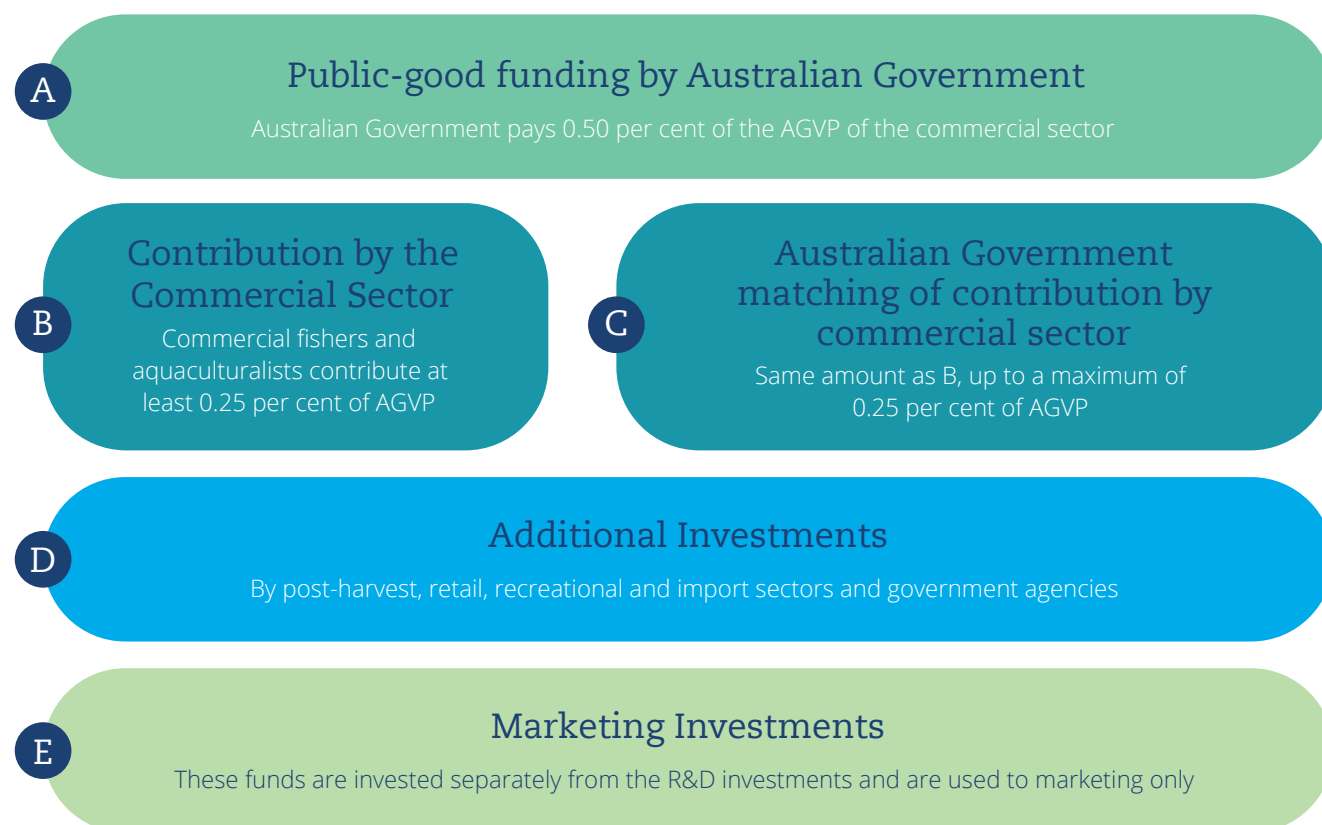 A
Public-good funding by Australian Government
Australian Government pays 0.50 per cent of the AGVP of the commercial sector
B
Contribution by the
Commercial Sector
Commercial fishers and
aquaculturalists contribute at
least 0.25 per cent of AGVP
C
Australian Government
matching of contribution by
commercial sector
Same amount as B, up to a maximum of
0.25 per cent of AGVP
D
Additional Investments
By post-harvest, retail, recreational and import sectors and government agencies
E
Marketing Investments
These funds are invested separately from the R&D investments and are used to marketing only